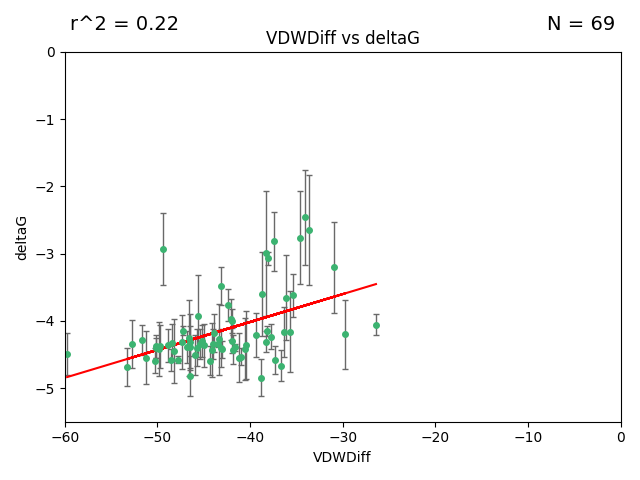 r^2 = 0.22
N = 69
VDWDiff vs deltaG
0
−1
−2
−3
−4
−5
deltaG
−60 −50 −40 −30 −20 −10 0
VDWDiff